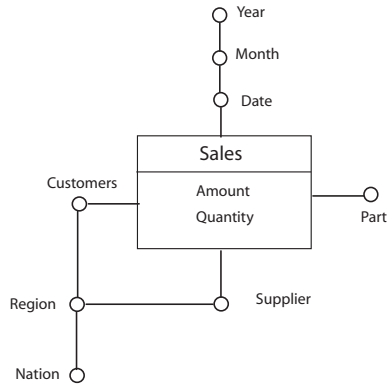 Year
Month
Date
Sales
Customers
Amount
Quantity
Part
Region
Supplier
Nation